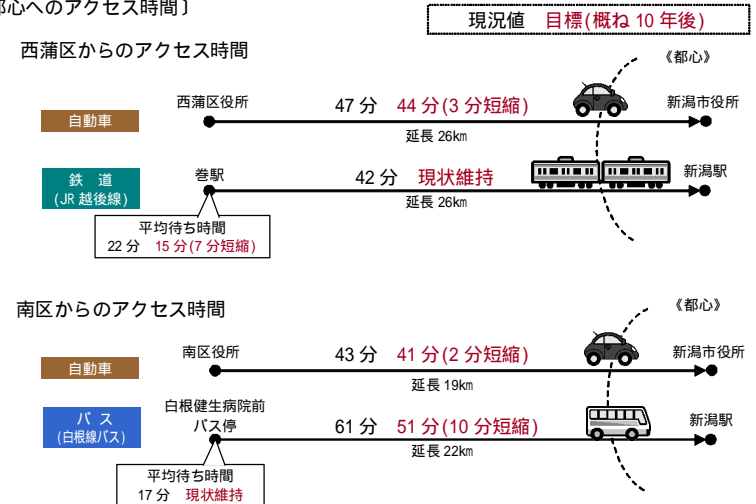 都心へのアクセス時間〕
現況値　目標(概ね 10 年後)
西蒲区からのアクセス時間
《都心》
自動車
西蒲区役所
47 分　44 分(3 分短縮)
新潟市役所
延長 26km
鉄　道
(JR 越後線)
巻駅
42 分　現状維持
新潟駅
延長 26km
平均待ち時間
22 分　15 分(7 分短縮)
南区からのアクセス時間
《都心》
自動車
南区役所
43 分　41 分(2 分短縮)
新潟市役所
延長 19km
バ　ス
(白根線バス)
白根健生病院前
バス停
61 分　51 分(10 分短縮)
新潟駅
延長 22km
平均待ち時間
17 分　現状維持